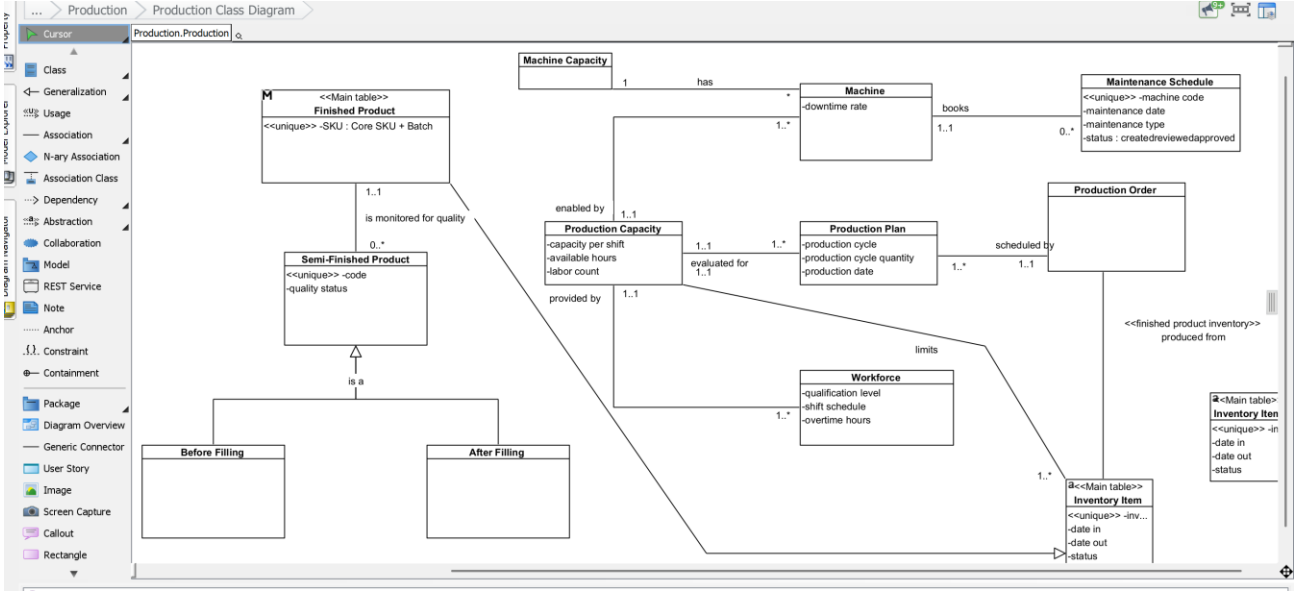 ... Production Production Class Diagram
Property
Model Explorer
Diagram Navigator
Cursor
Class
Generalization
Usage
Association
N-ary Association
Association Class
Dependency
Abstraction
Collaboration
Model
REST Service
Note
Anchor
Constraint
Containment
Package
Diagram Overview
Generic Connector
User Story
Image
Screen Capture
Callout
Rectangle
Production.Production
Machine Capacity
1
has
*
Machine
-downtime rate
books
1..1
0..*
Maintenance Schedule
<<unique>> -machine code
-maintenance date
-maintenance type
-status : createdreviewedapproved
M
<<Main table>>
Finished Product
<<unique>> -SKU : Core SKU + Batch
1..1
is monitored for quality
0..*
Semi-Finished Product
<<unique>> -code
-quality status
is a
Before Filling
After Filling
1..*
enabled by
1..1
Production Capacity
-capacity per shift
-available hours
-labor count
1..1
1..*
evaluated for
1..1
provided by
1..1
Production Plan
-production cycle
-production cycle quantity
-production date
scheduled by
1..*
1..1
Production Order
<<finished product inventory>>
produced from
limits
Workforce
-qualification level
-shift schedule
-overtime hours
1..*
1..*
a<<Main table>>
Inventory Item
<<unique>> -inv...
-date in
-date out
-status
a<Main table>
Inventory Iten
<<unique>> -in
-date in
-date out
-status